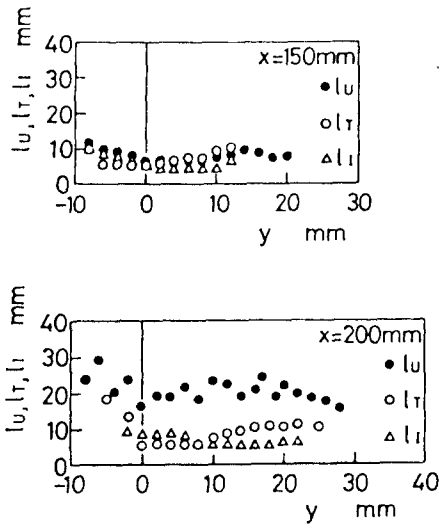 lU, lT, lI mm
40
30
20
10
0
x=150mm
● lU
○ lT
△ lI
-10 0 10 20 30
y mm
lU, lT, lI mm
40
30
20
10
0
x=200mm
● lU
○ lT
△ lI
-10 0 10 20 30 40
y mm